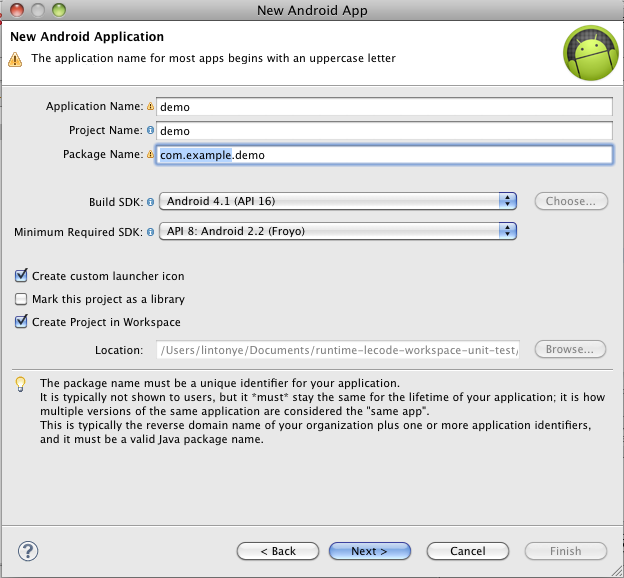 New Android App
New Android Application
The application name for most apps begins with an uppercase letter
Application Name: demo
Project Name: demo
Package Name: com.example.demo
Build SDK: Android 4.1 (API 16) Choose...
Minimum Required SDK: API 8: Android 2.2 (Froyo)
Create custom launcher icon
Mark this project as a library
Create Project in Workspace
Location: /Users/lintonye/Documents/runtime-lecode-workspace-unit-test/ Browse...
The package name must be a unique identifier for your application.
It is typically not shown to users, but it *must* stay the same for the lifetime of your application; it is how
multiple versions of the same application are considered the "same app".
This is typically the reverse domain name of your organization plus one or more application identifiers,
and it must be a valid Java package name.
? < Back Next > Cancel Finish